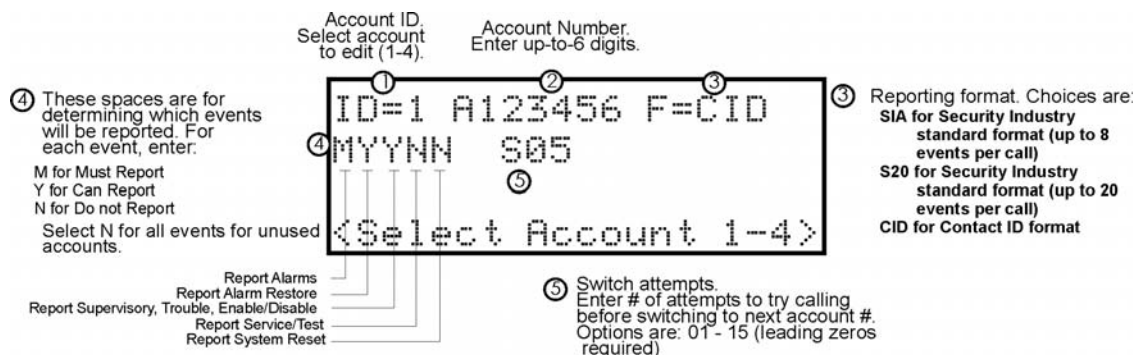 Account ID.
Select account
to edit (1-4).
Account Number.
Enter up-to-6 digits.
1
2
3
ID=1 A123456 F=CID
4
MYYNN S05
5
<Select Account 1-4>
4 These spaces are for
determining which events
will be reported. For
each event, enter:
M for Must Report
Y for Can Report
N for Do not Report
Select N for all events for unused
accounts.
Report Alarms
Report Alarm Restore
Report Supervisory, Trouble, Enable/Disable
Report Service/Test
Report System Reset
3 Reporting format. Choices are:
SIA for Security Industry
standard format (up to 8
events per call)
S20 for Security Industry
standard format (up to 20
events per call)
CID for Contact ID format
5 Switch attempts.
Enter # of attempts to try calling
before switching to next account #.
Options are: 01 - 15 (leading zeros
required)